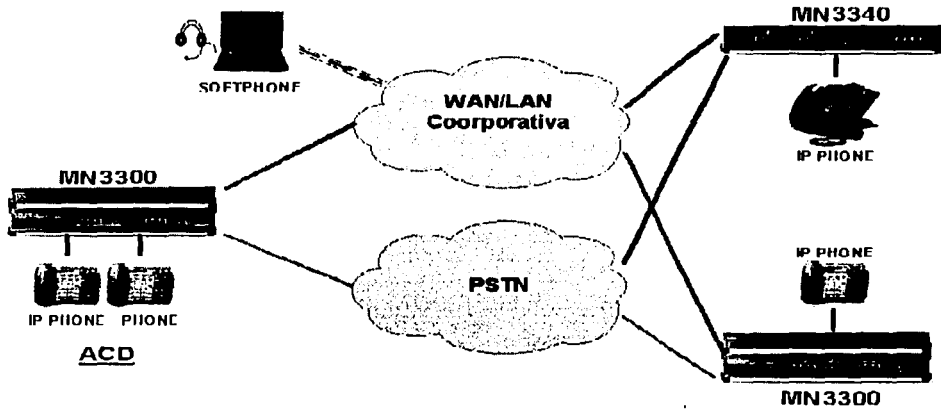 MN3340
SOFTPHONE
WAN/LAN
Coorporativa
IP PHONE
MN3300
IP PHONE
PSTN
IP PHONE PHONE
ACD
MN3300